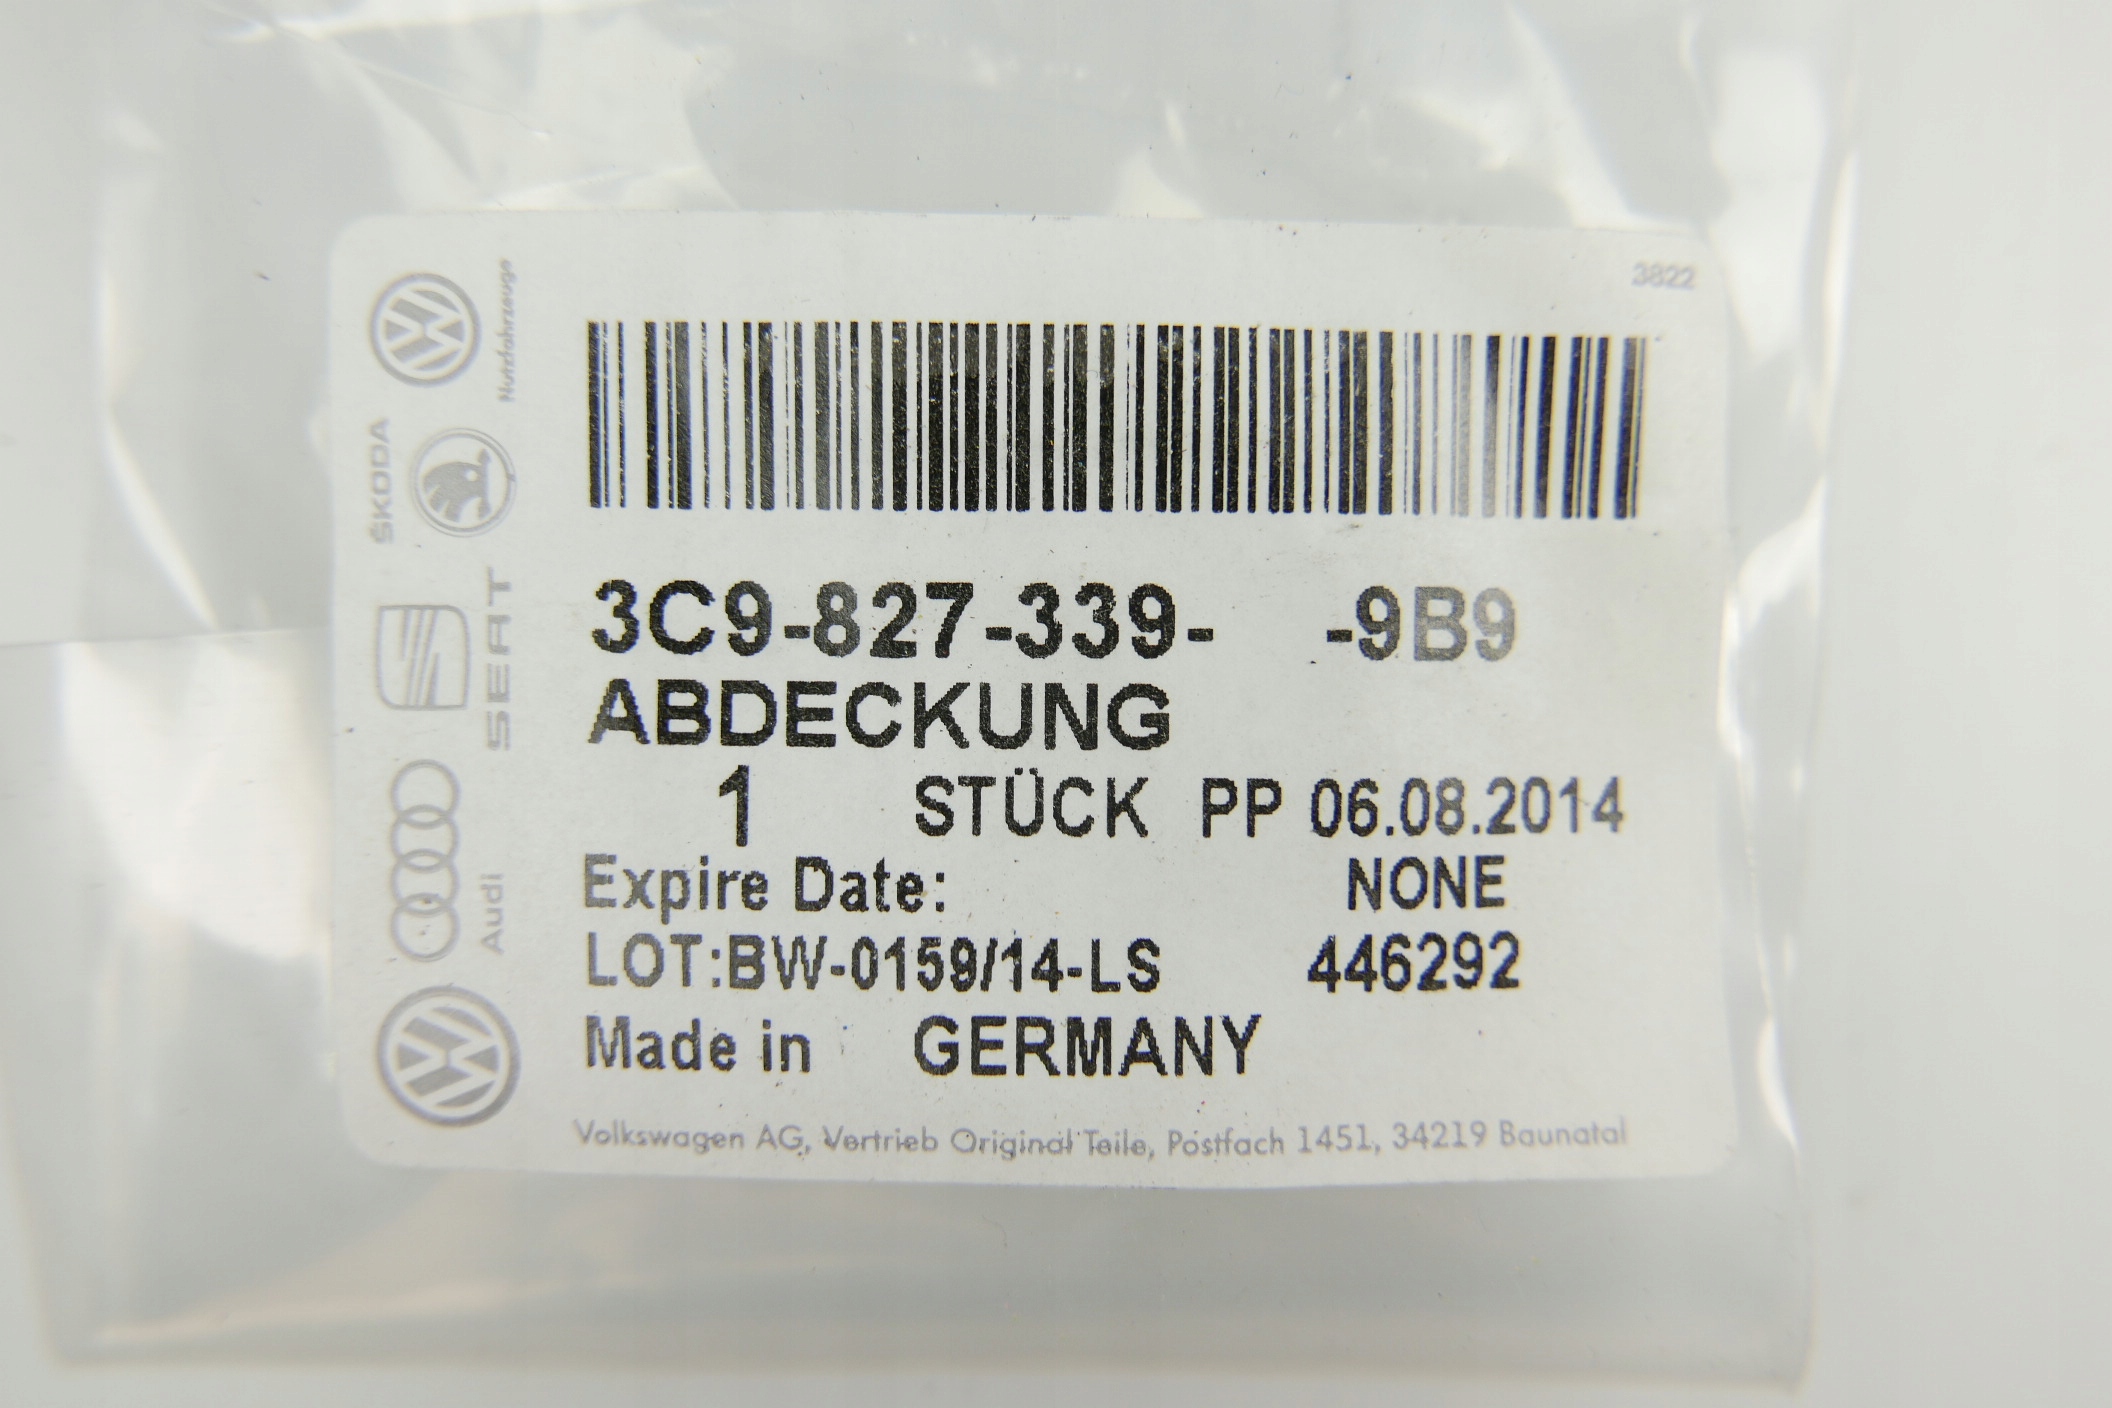 3822
3C9-827-339- -9B9
ABDECKUNG
1 STÜCK PP 06.08.2014
Expire Date: NONE
LOT:BW-0159/14-LS 446292
Made in GERMANY
Volkswagen AG, Vertrieb Original Teile, Postfach 1451, 34219 Baunatal
Nutzfahrzeuge
ŠKODA
SEAT
Audi